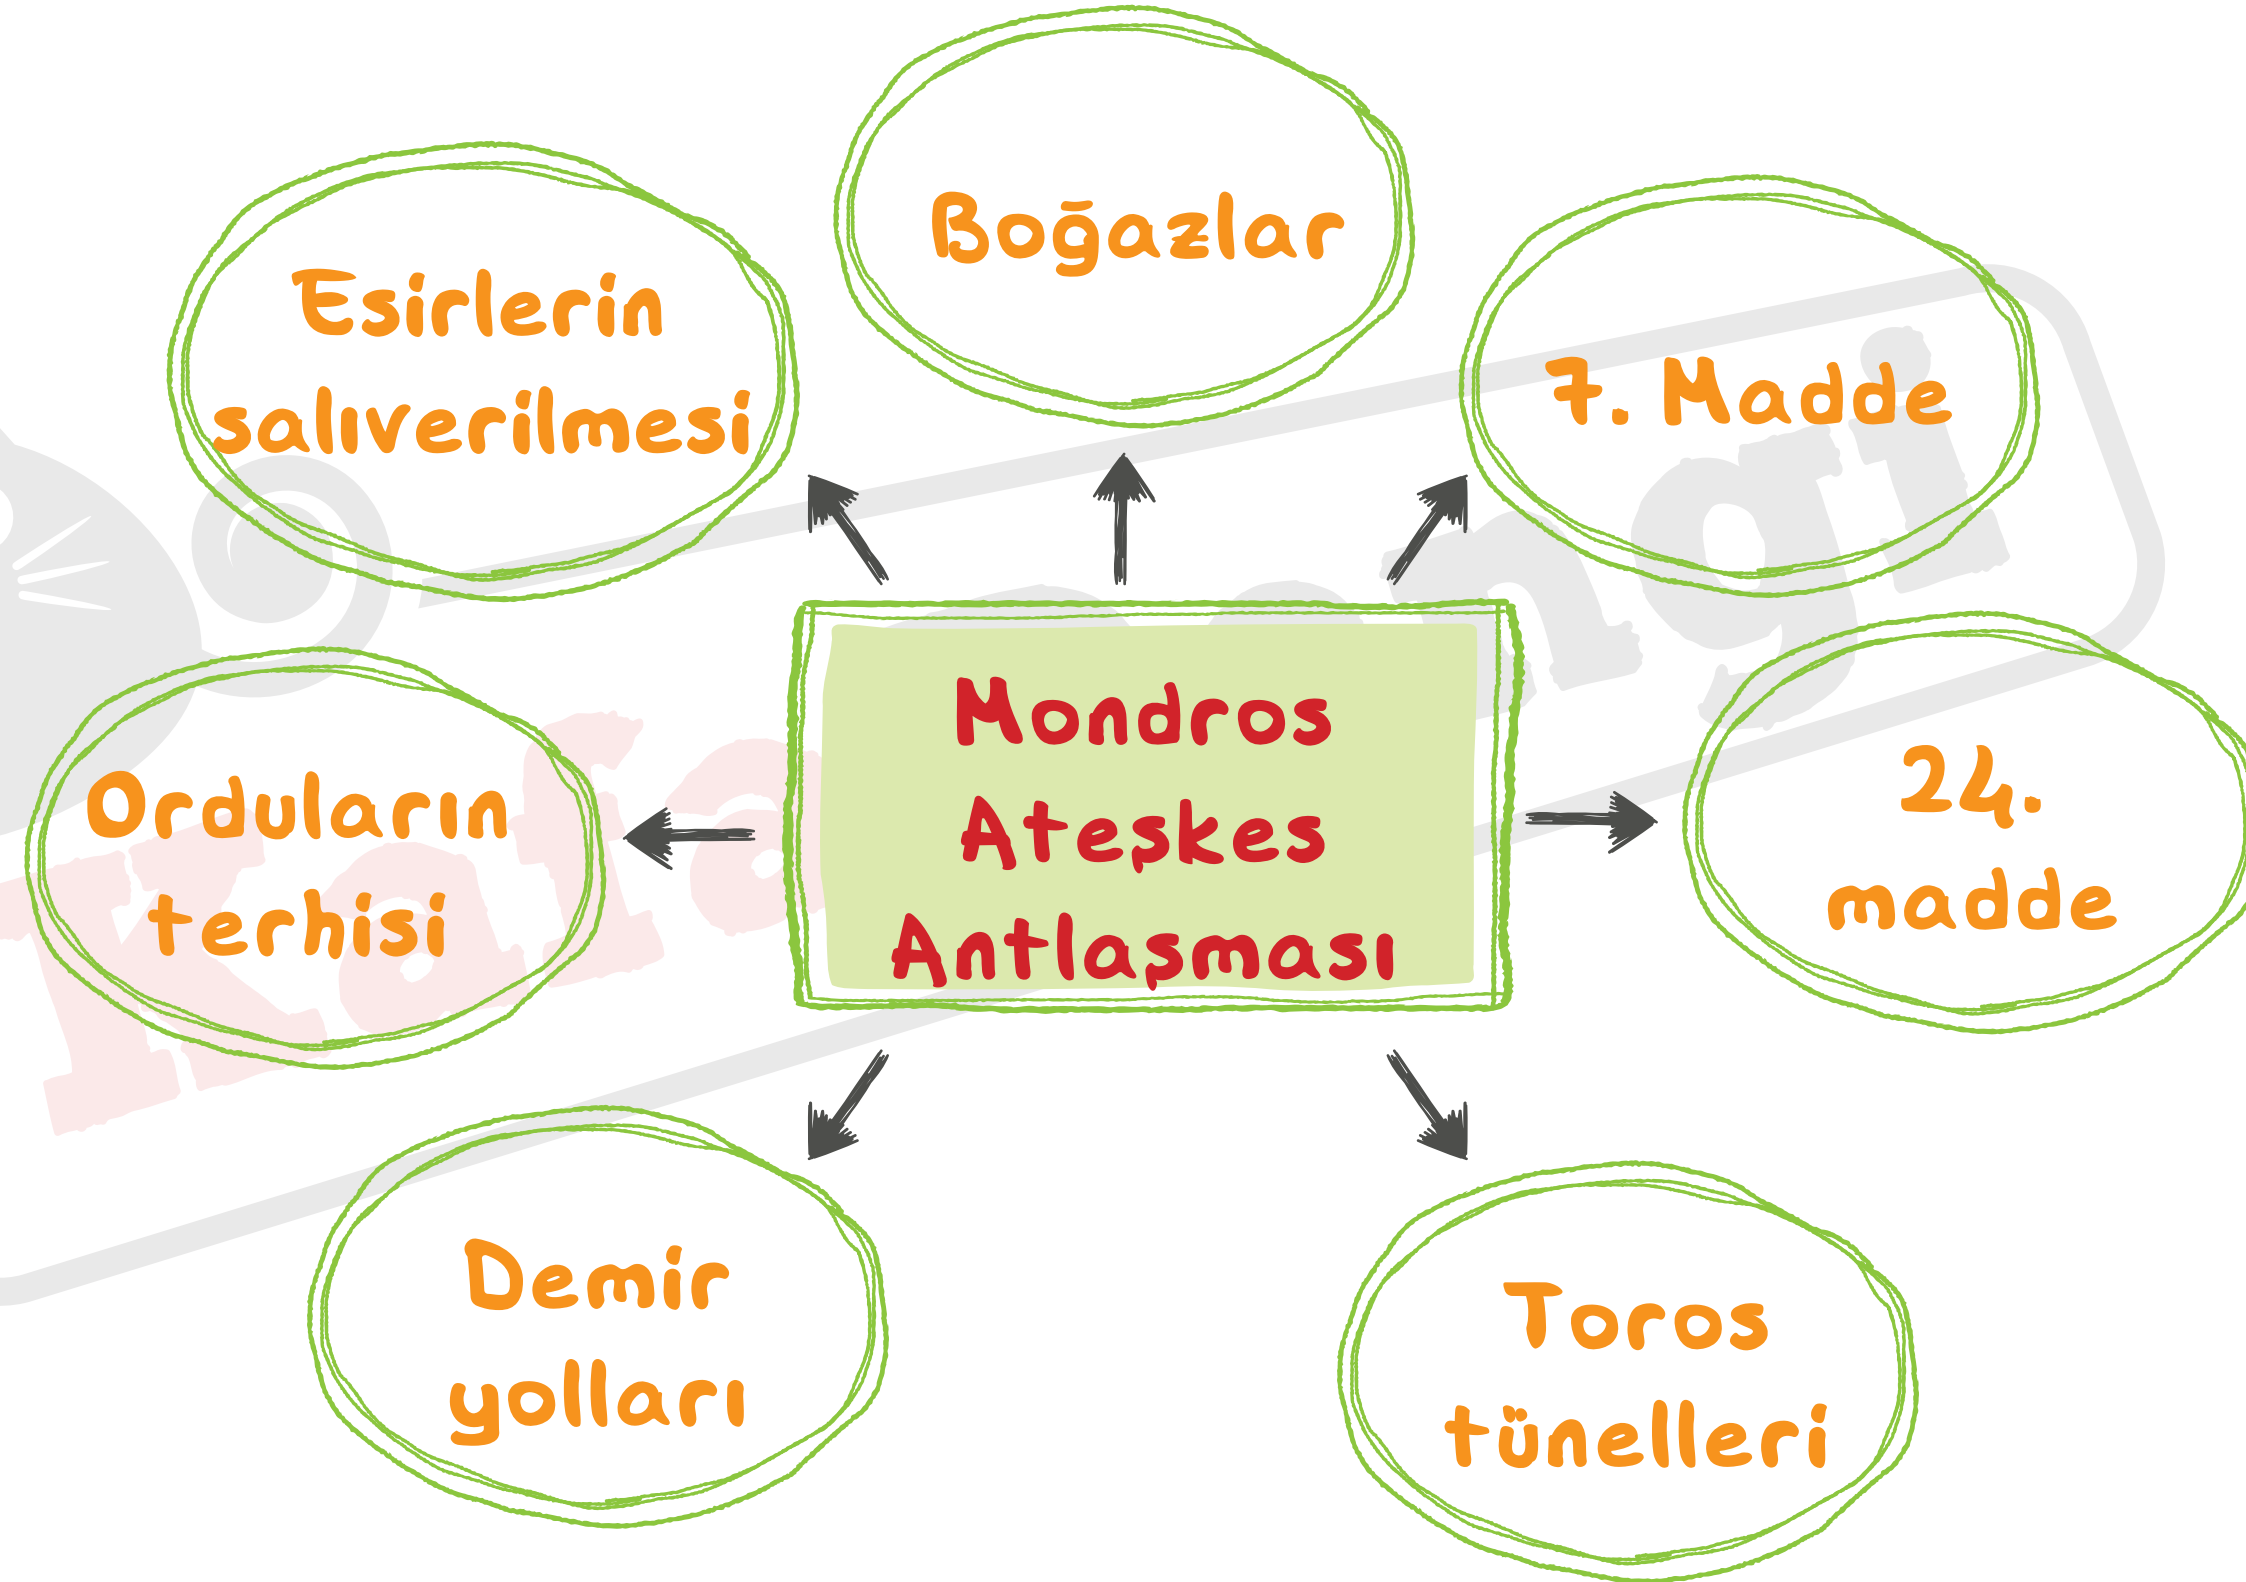 Boğazlar
Esirlerin
salıverilmesi
7. Madde
Mondros
Ateşkes
Antlaşması
Orduların
terhisi
24.
madde
Demir
yolları
Toros
tünelleri